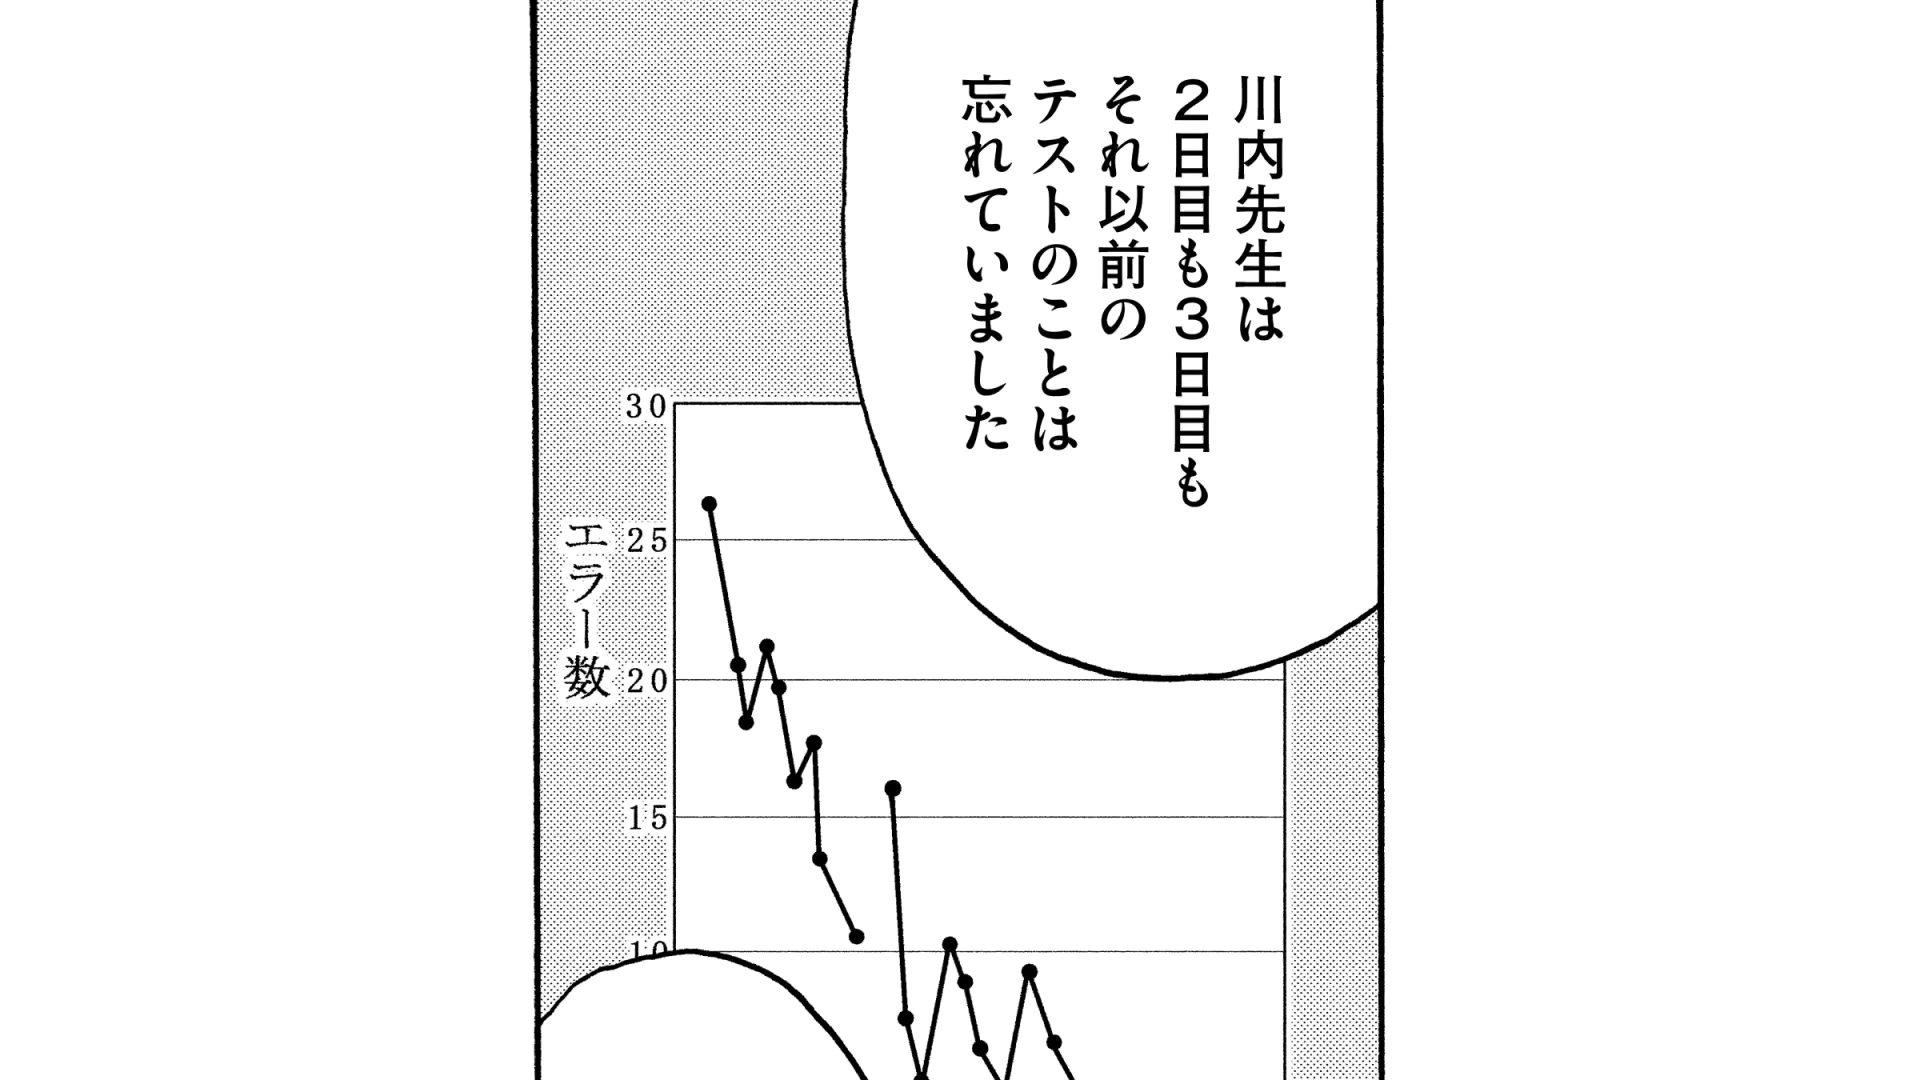 川内先生は
2日目も3日目も
それ以前の
テストのことは
忘れていました
エラー数
30
25
20
15
10